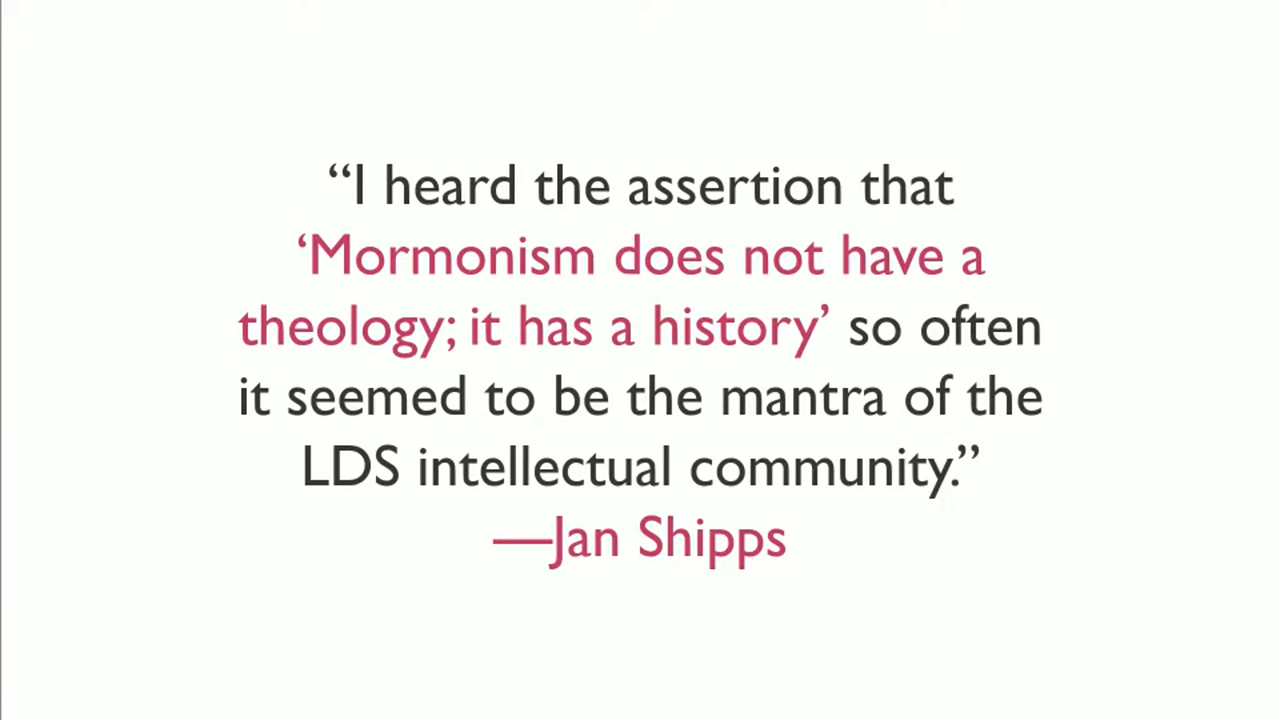 “I heard the assertion that
‘Mormonism does not have a
theology; it has a history’ so often
it seemed to be the mantra of the
LDS intellectual community.”
—Jan Shipps